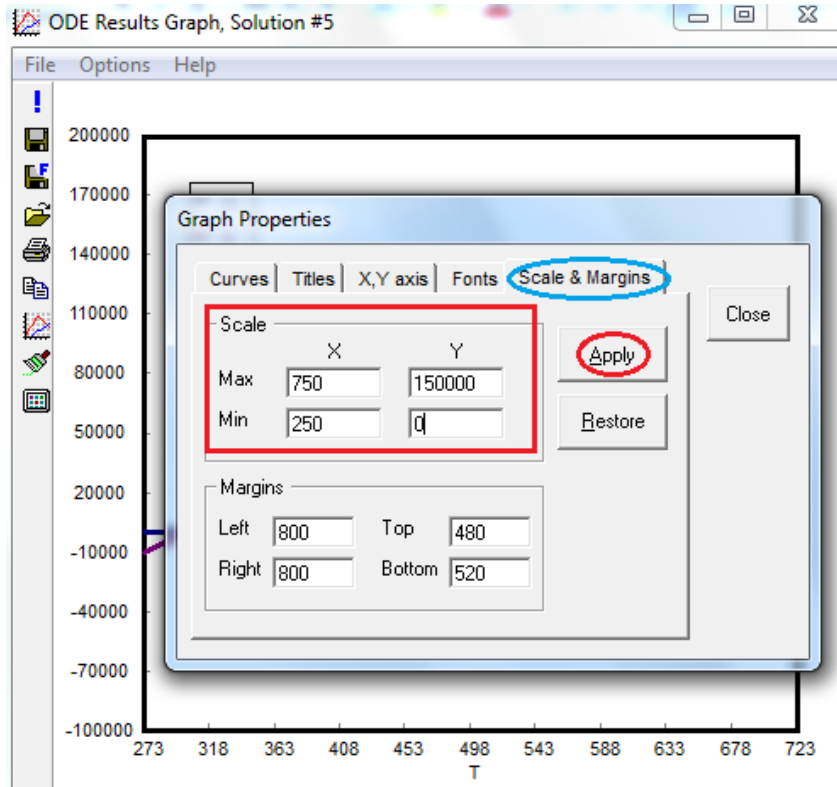 ODE Results Graph, Solution #5
File Options Help
200000
170000
140000
110000
80000
50000
20000
-10000
-40000
-70000
-100000
273 318 363 408 453 498 543 588 633 678 723
T
Graph Properties
Curves Titles X,Y axis Fonts Scale & Margins
Scale
X Y
Max 750 150000
Min 250 0
Apply
Restore
Close
Margins
Left 800 Top 480
Right 800 Bottom 520